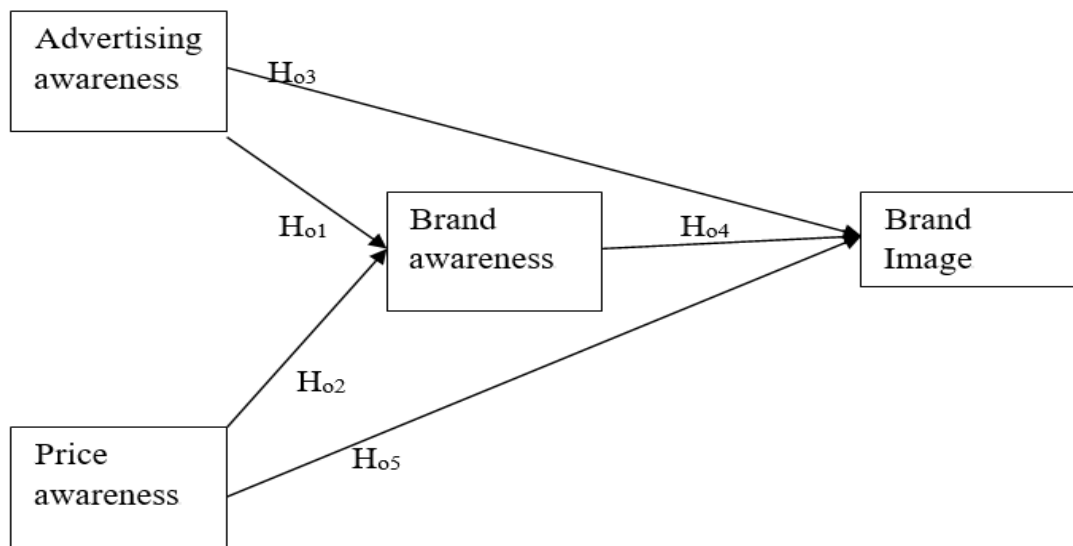 Advertising
awareness
Hₒ₃
Hₒ₁
Brand
awareness
Hₒ₄
Brand
Image
Hₒ₂
Price
awareness
Hₒ₅